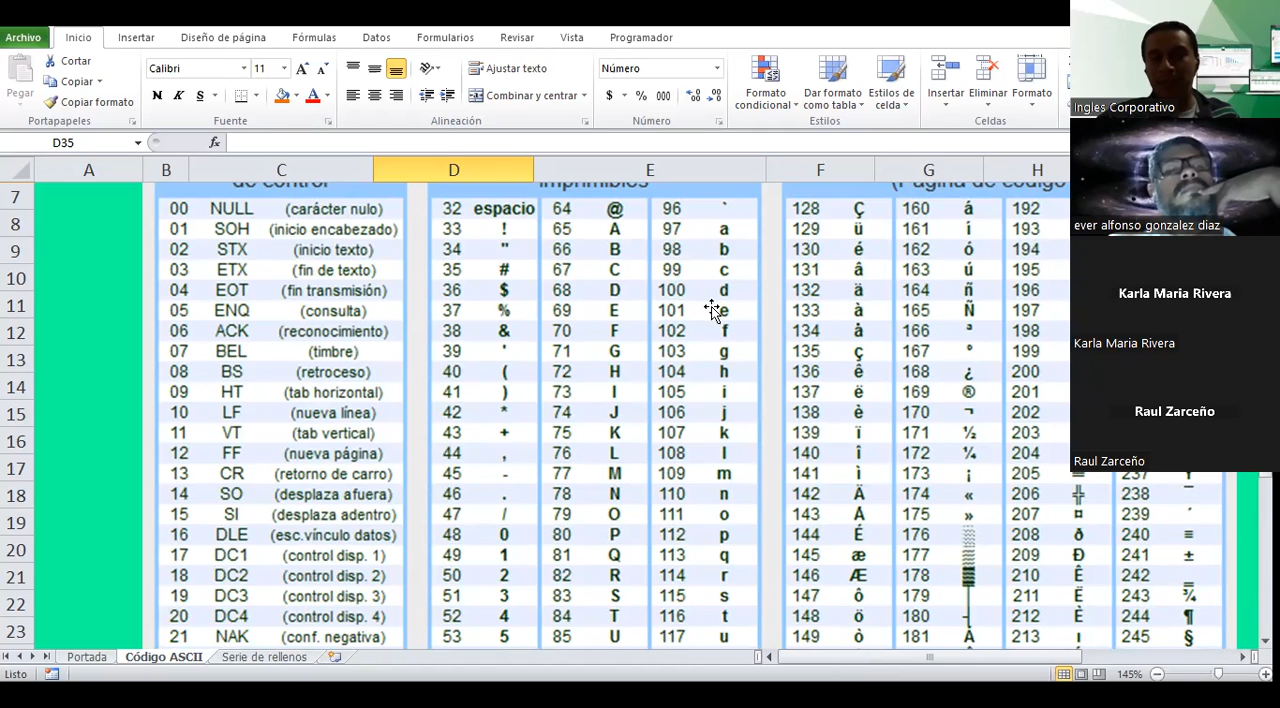 Archivo Inicio Insertar Diseño de página Fórmulas Datos Formularios Revisar Vista Programador
Cortar
Copiar
Copiar formato
Pegar
Portapapeles
Calibri 11
N K S
Fuente
Ajustar texto
Combinar y centrar
Alineación
Número
$ % 000
Número
Formato condicional
Dar formato como tabla
Estilos de celda
Estilos
Insertar Eliminar Formato
Celdas
D35 fx
A B C D E F G H
7 de control imprimibles (Página de código
8 00 NULL (carácter nulo) 32 espacio 64 @ 96 ` 128 Ç 160 á 192
01 SOH (inicio encabezado) 33 ! 65 A 97 a 129 ü 161 í 193
9 02 STX (inicio texto) 34 " 66 B 98 b 130 é 162 ó 194
10 03 ETX (fin de texto) 35 # 67 C 99 c 131 â 163 ú 195
04 EOT (fin transmisión) 36 $ 68 D 100 d 132 ä 164 ñ 196
11 05 ENQ (consulta) 37 % 69 E 101 e 133 à 165 Ñ 197
12 06 ACK (reconocimiento) 38 & 70 F 102 f 134 å 166 ª 198
13 07 BEL (timbre) 39 ' 71 G 103 g 135 ç 167 º 199
08 BS (retroceso) 40 ( 72 H 104 h 136 ê 168 ¿ 200
14 09 HT (tab horizontal) 41 ) 73 I 105 i 137 ë 169 ® 201
15 10 LF (nueva línea) 42 * 74 J 106 j 138 è 170 ¬ 202
16 11 VT (tab vertical) 43 + 75 K 107 k 139 ï 171 ½ 203
12 FF (nueva página) 44 , 76 L 108 l 140 î 172 ¼ 204
17 13 CR (retorno de carro) 45 - 77 M 109 m 141 ì 173 ¡ 205 237
18 14 SO (desplaza afuera) 46 . 78 N 110 n 142 Ä 174 « 206 ╬ 238
19 15 SI (desplaza adentro) 47 / 79 O 111 o 143 175 » 207 ¤ 239 ´
20 16 DLE (esc.vínculo datos) 48 0 80 P 112 p 144 É 176 ░ 208 ð 240 ≡
17 DC1 (control disp. 1) 49 1 81 Q 113 q 145 æ 177 ▒ 209 Ð 241 ±
21 18 DC2 (control disp. 2) 50 2 82 R 114 r 146 Æ 178 ▓ 210 Ê 242 ‗
22 19 DC3 (control disp. 3) 51 3 83 S 115 s 147 ô 179 │ 211 Ë 243 ¾
20 DC4 (control disp. 4) 52 4 84 T 116 t 148 ö 180 ┤ 212 È 244 ¶
23 21 NAK (conf. negativa) 53 5 85 U 117 u 149 ò 181 213 ı 245 §
Portada Código ASCII Serie de rellenos
Listo 145%
Ingles Corporativo
ever alfonso gonzalez diaz
Karla Maria Rivera
Karla Maria Rivera
Raul Zarceño
Raul Zarceño